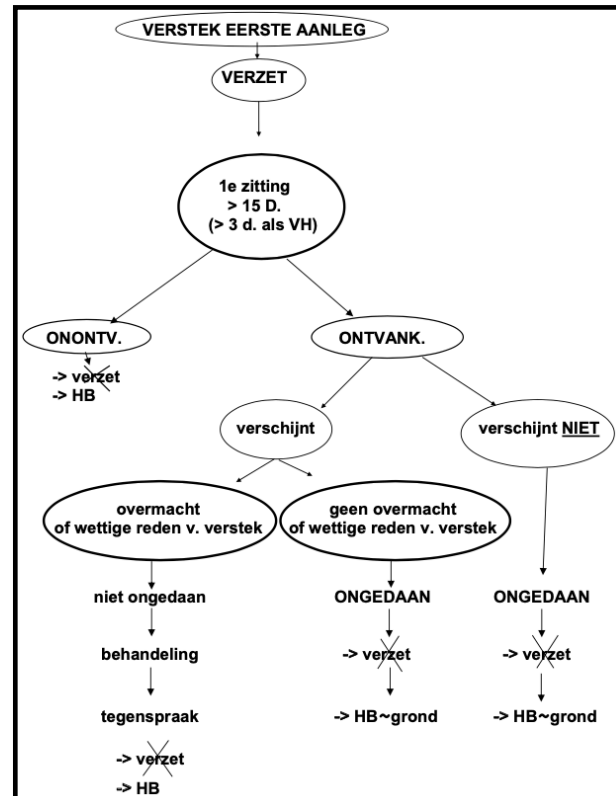 VERSTEK EERSTE AANLEG
VERZET
1e zitting
> 15 D.
(> 3 d. als VH)
ONONTV.
ONTVANK.
-> verzet
-> HB
verschijnt
verschijnt NIET
overmacht
of wettige reden v. verstek
geen overmacht
of wettige reden v. verstek
niet ongedaan
ONGEDAAN
ONGEDAAN
behandeling
-> verzet
-> verzet
tegenspraak
-> HB~grond
-> HB~grond
-> verzet
-> HB